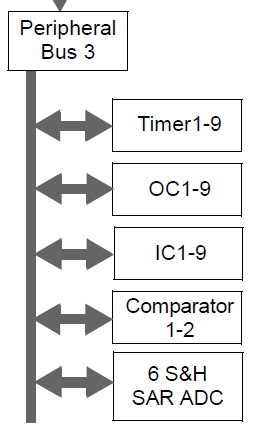 Peripheral
Bus 3
Timer1-9
OC1-9
IC1-9
Comparator
1-2
6 S&H
SAR ADC